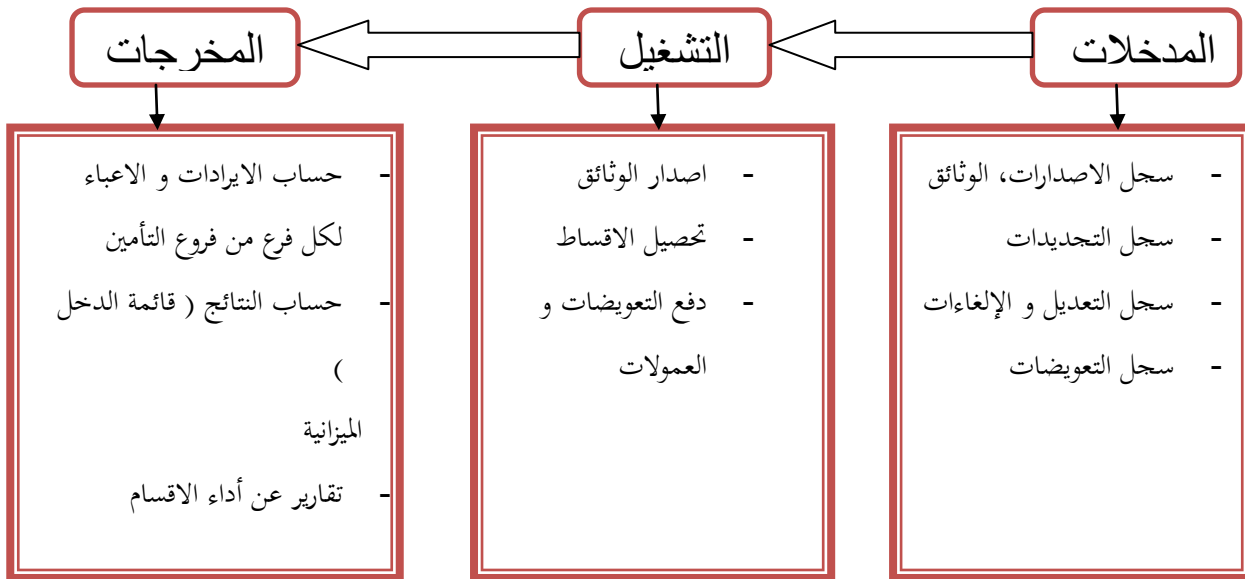 المدخلات
التشغيل
المخرجات
- سجل الاصدارات، الوثائق
- سجل التجديدات
- سجل التعديل و الإلغاءات
- سجل التعويضات
- اصدار الوثائق
- تحصيل الاقساط
- دفع التعويضات و
العمولات
- حساب الايرادات و الاعباء
لكل فرع من فروع التأمين
- حساب النتائج ( قائمة الدخل
)
الميزانية
- تقارير عن أداء الاقسام